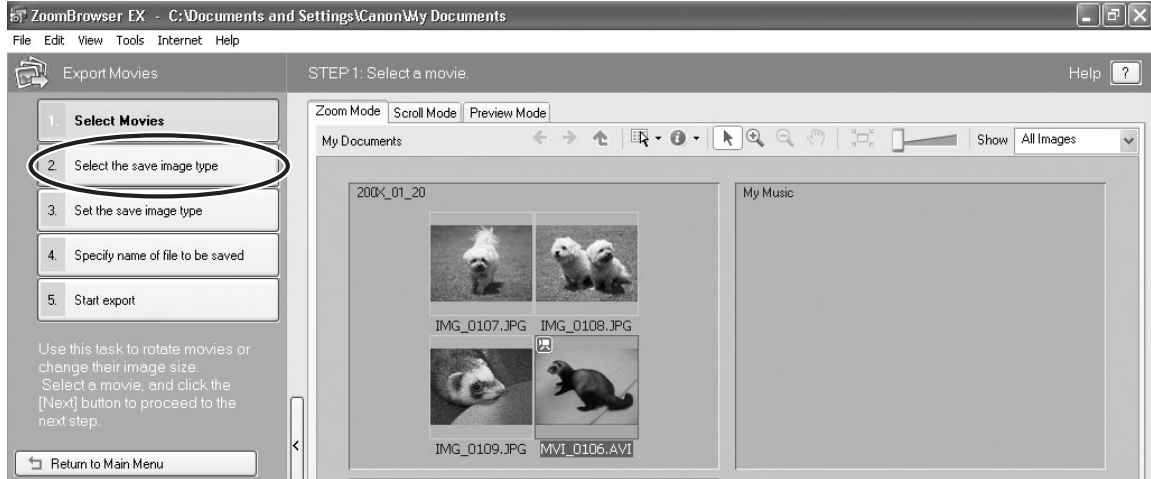 ZoomBrowser EX - C:\Documents and Settings\Canon\My Documents
File Edit View Tools Internet Help
Export Movies
STEP 1: Select a movie.
Help ?
1. Select Movies
2. Select the save image type
3. Set the save image type
4. Specify name of file to be saved
5. Start export
Use this task to rotate movies or
change their image size.
Select a movie, and click the
[Next] button to proceed to the
next step.
Return to Main Menu
Zoom Mode Scroll Mode Preview Mode
My Documents
Show All Images
200X_01_20
My Music
IMG_0107.JPG IMG_0108.JPG
IMG_0109.JPG MVI_0106.AVI